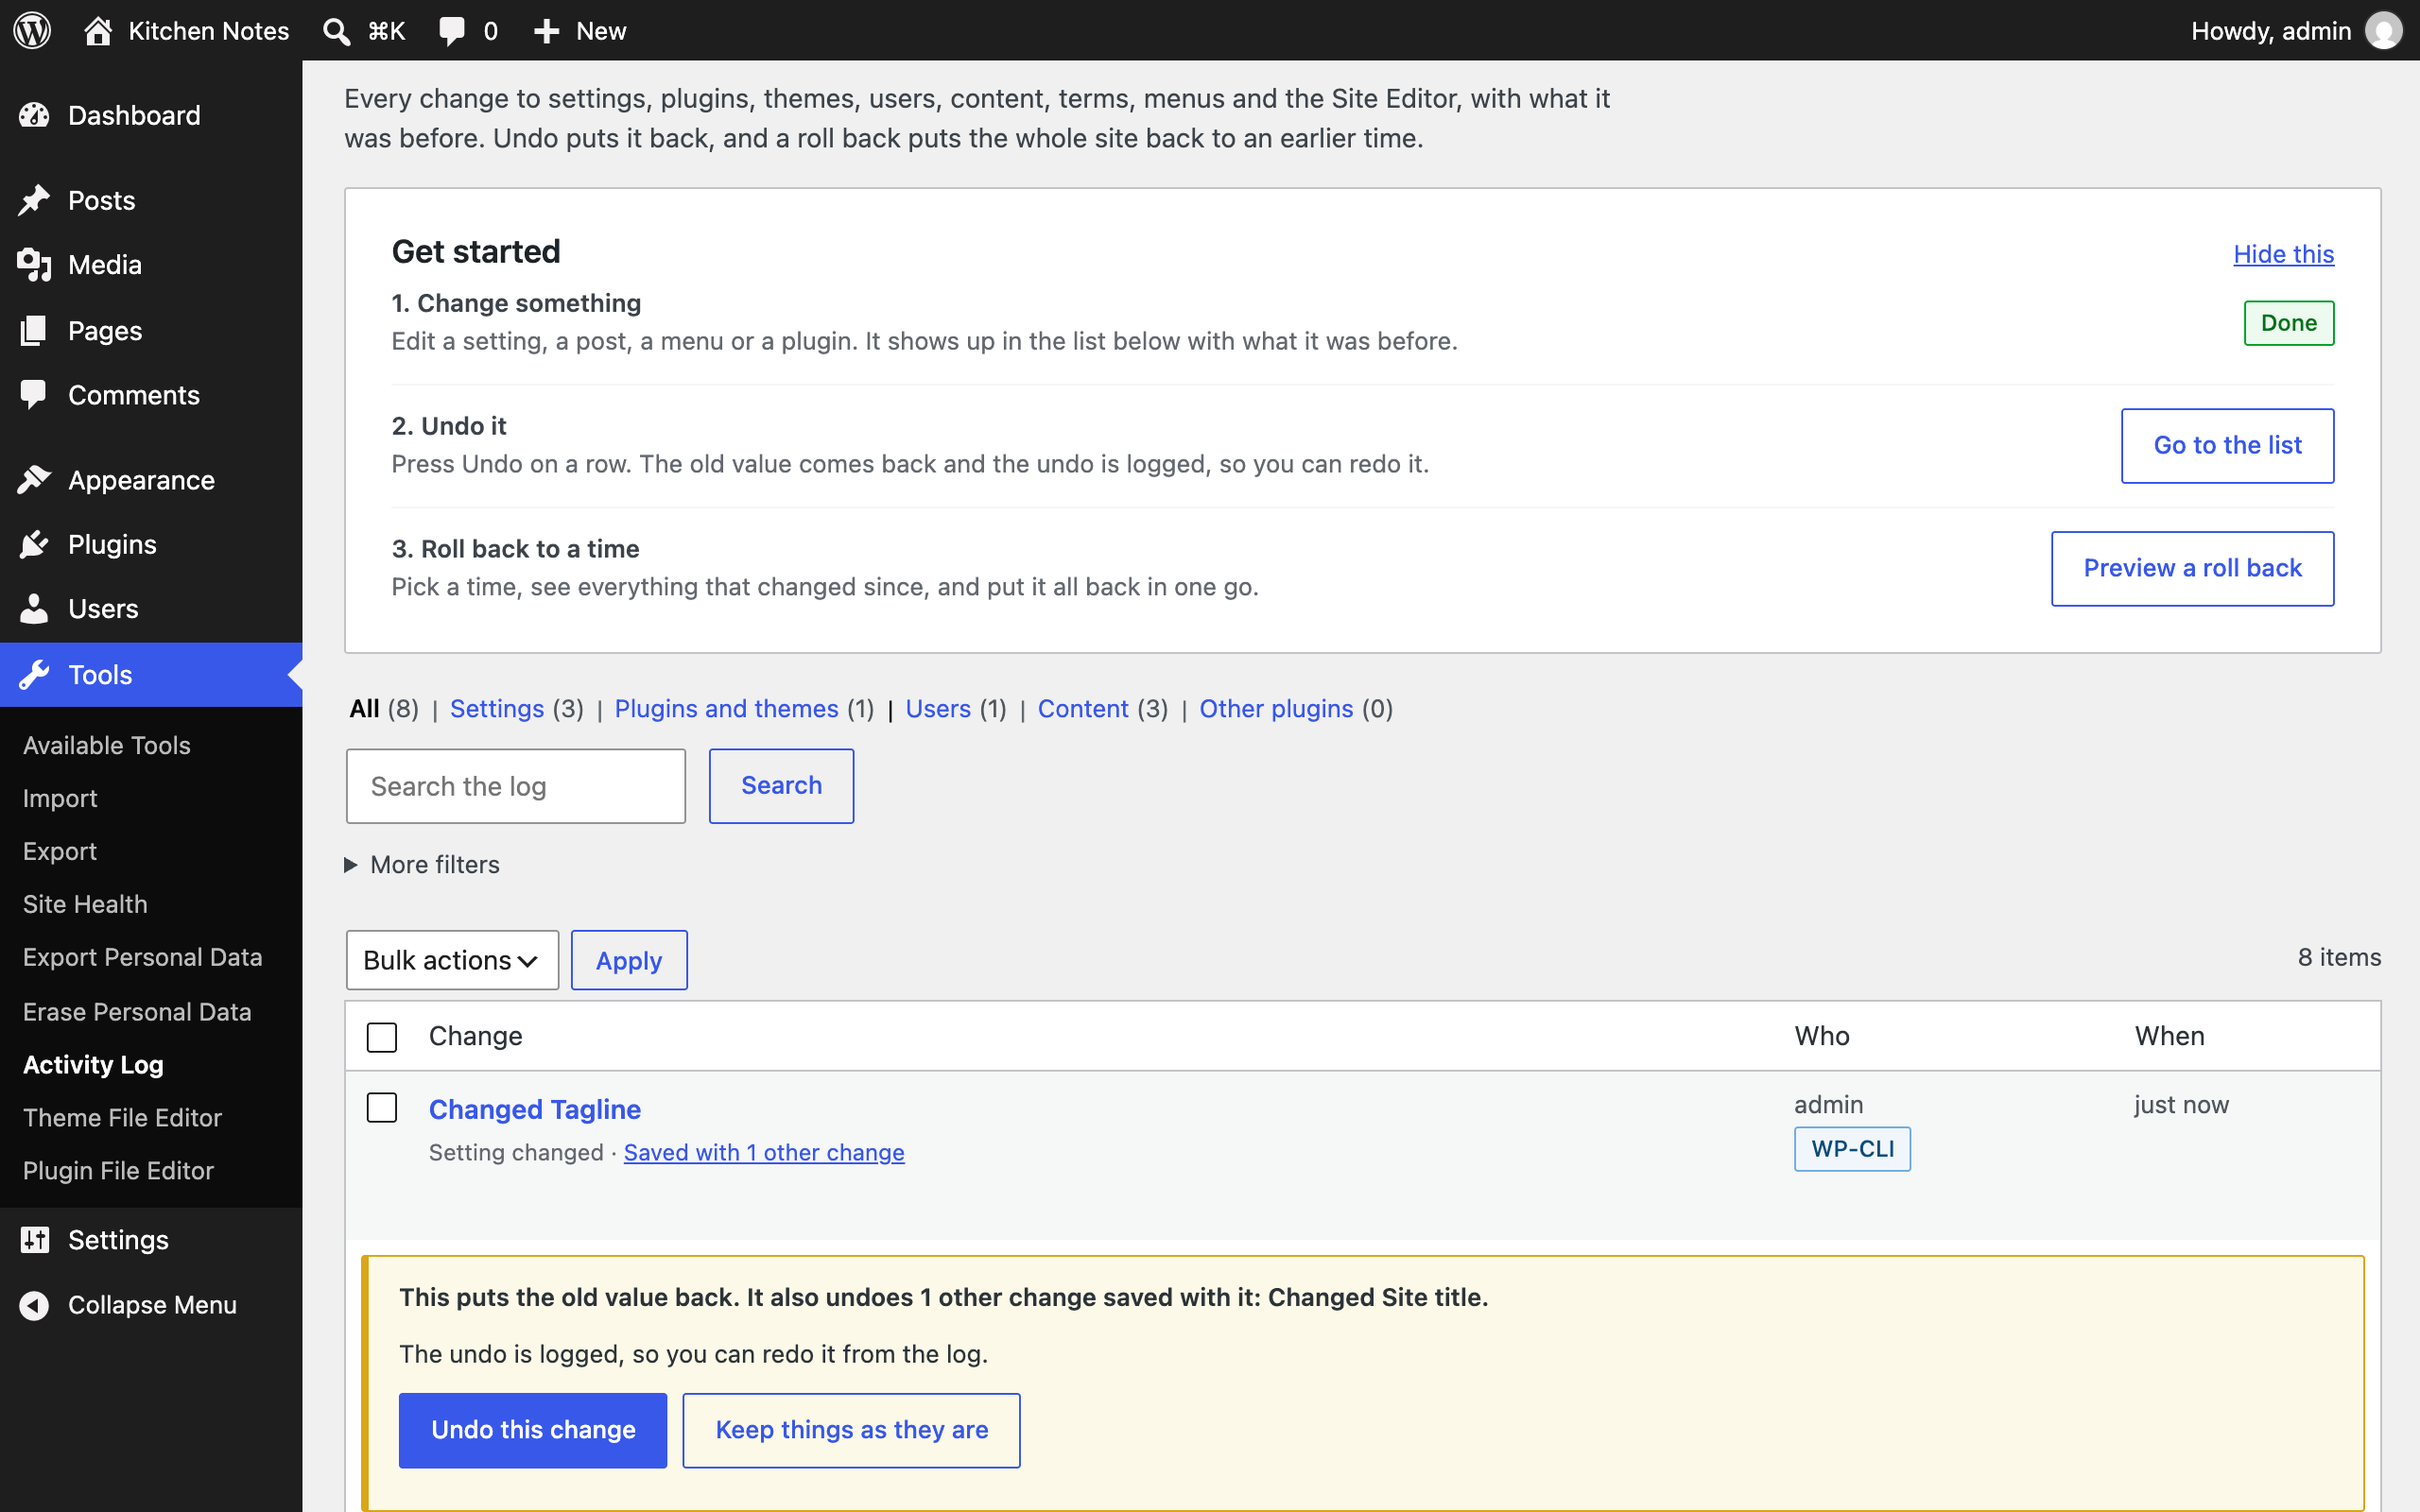 Kitchen Notes
⌘K
0
New
Howdy, admin
Dashboard
Posts
Media
Pages
Comments
Appearance
Plugins
Users
Tools
Available Tools
Import
Export
Site Health
Export Personal Data
Erase Personal Data
Activity Log
Theme File Editor
Plugin File Editor
Settings
Collapse Menu
Every change to settings, plugins, themes, users, content, terms, menus and the Site Editor, with what it
was before. Undo puts it back, and a roll back puts the whole site back to an earlier time.
Get started
Hide this
1. Change something
Edit a setting, a post, a menu or a plugin. It shows up in the list below with what it was before.
Done
2. Undo it
Press Undo on a row. The old value comes back and the undo is logged, so you can redo it.
Go to the list
3. Roll back to a time
Pick a time, see everything that changed since, and put it all back in one go.
Preview a roll back
All (8) | Settings (3) | Plugins and themes (1) | Users (1) | Content (3) | Other plugins (0)
Search the log
Search
More filters
Bulk actions
Apply
8 items
Change
Who
When
Changed Tagline
admin
just now
Setting changed · Saved with 1 other change
WP-CLI
This puts the old value back. It also undoes 1 other change saved with it: Changed Site title.
The undo is logged, so you can redo it from the log.
Undo this change
Keep things as they are